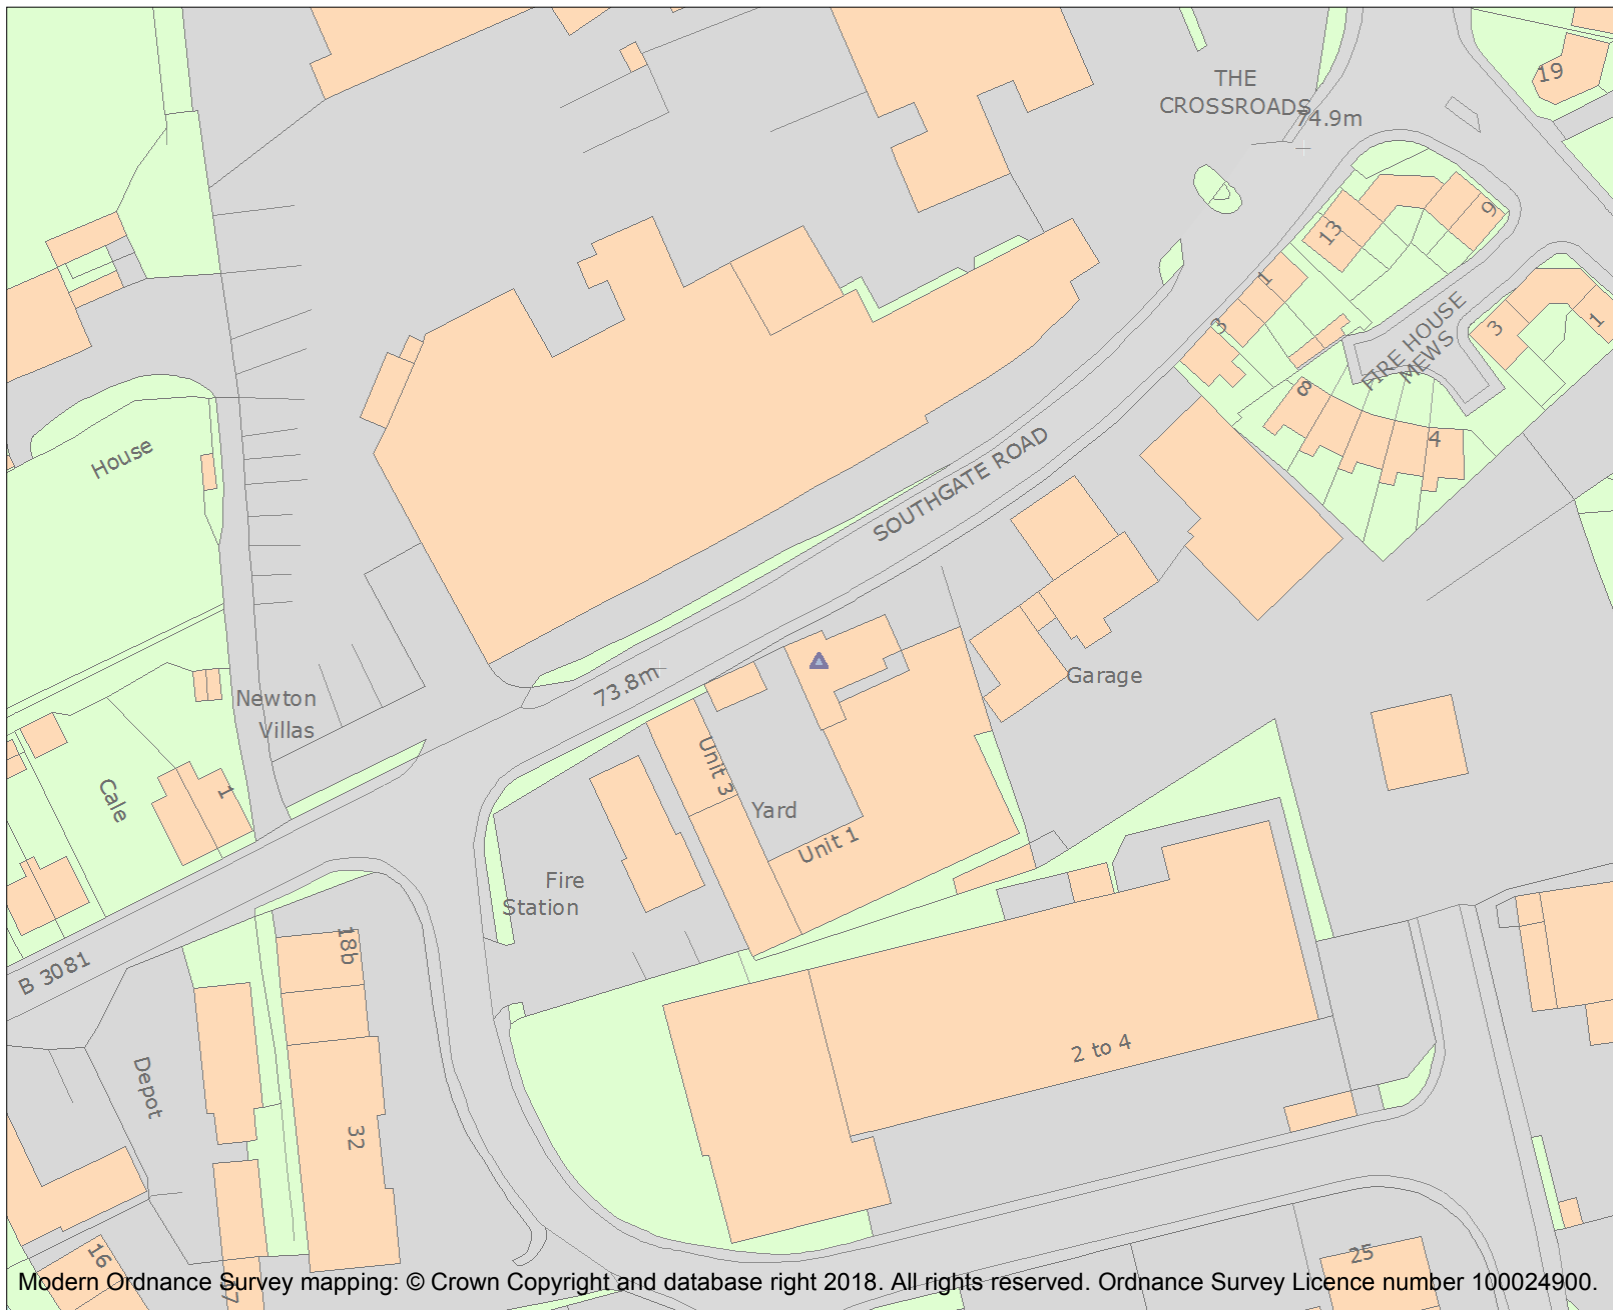 19
THE
CROSSROADS
74.9m
9
13
1
3
FIRE HOUSE
MEWS
3
1
8
4
House
SOUTHGATE ROAD
73.8m
Garage
Newton
Villas
Cale
1
Unit 3
Yard
Unit 1
Fire
Station
B 3081
18b
Depot
32
2 to 4
16
25
Modern Ordnance Survey mapping: © Crown Copyright and database right 2018. All rights reserved. Ordnance Survey Licence number 100024900.